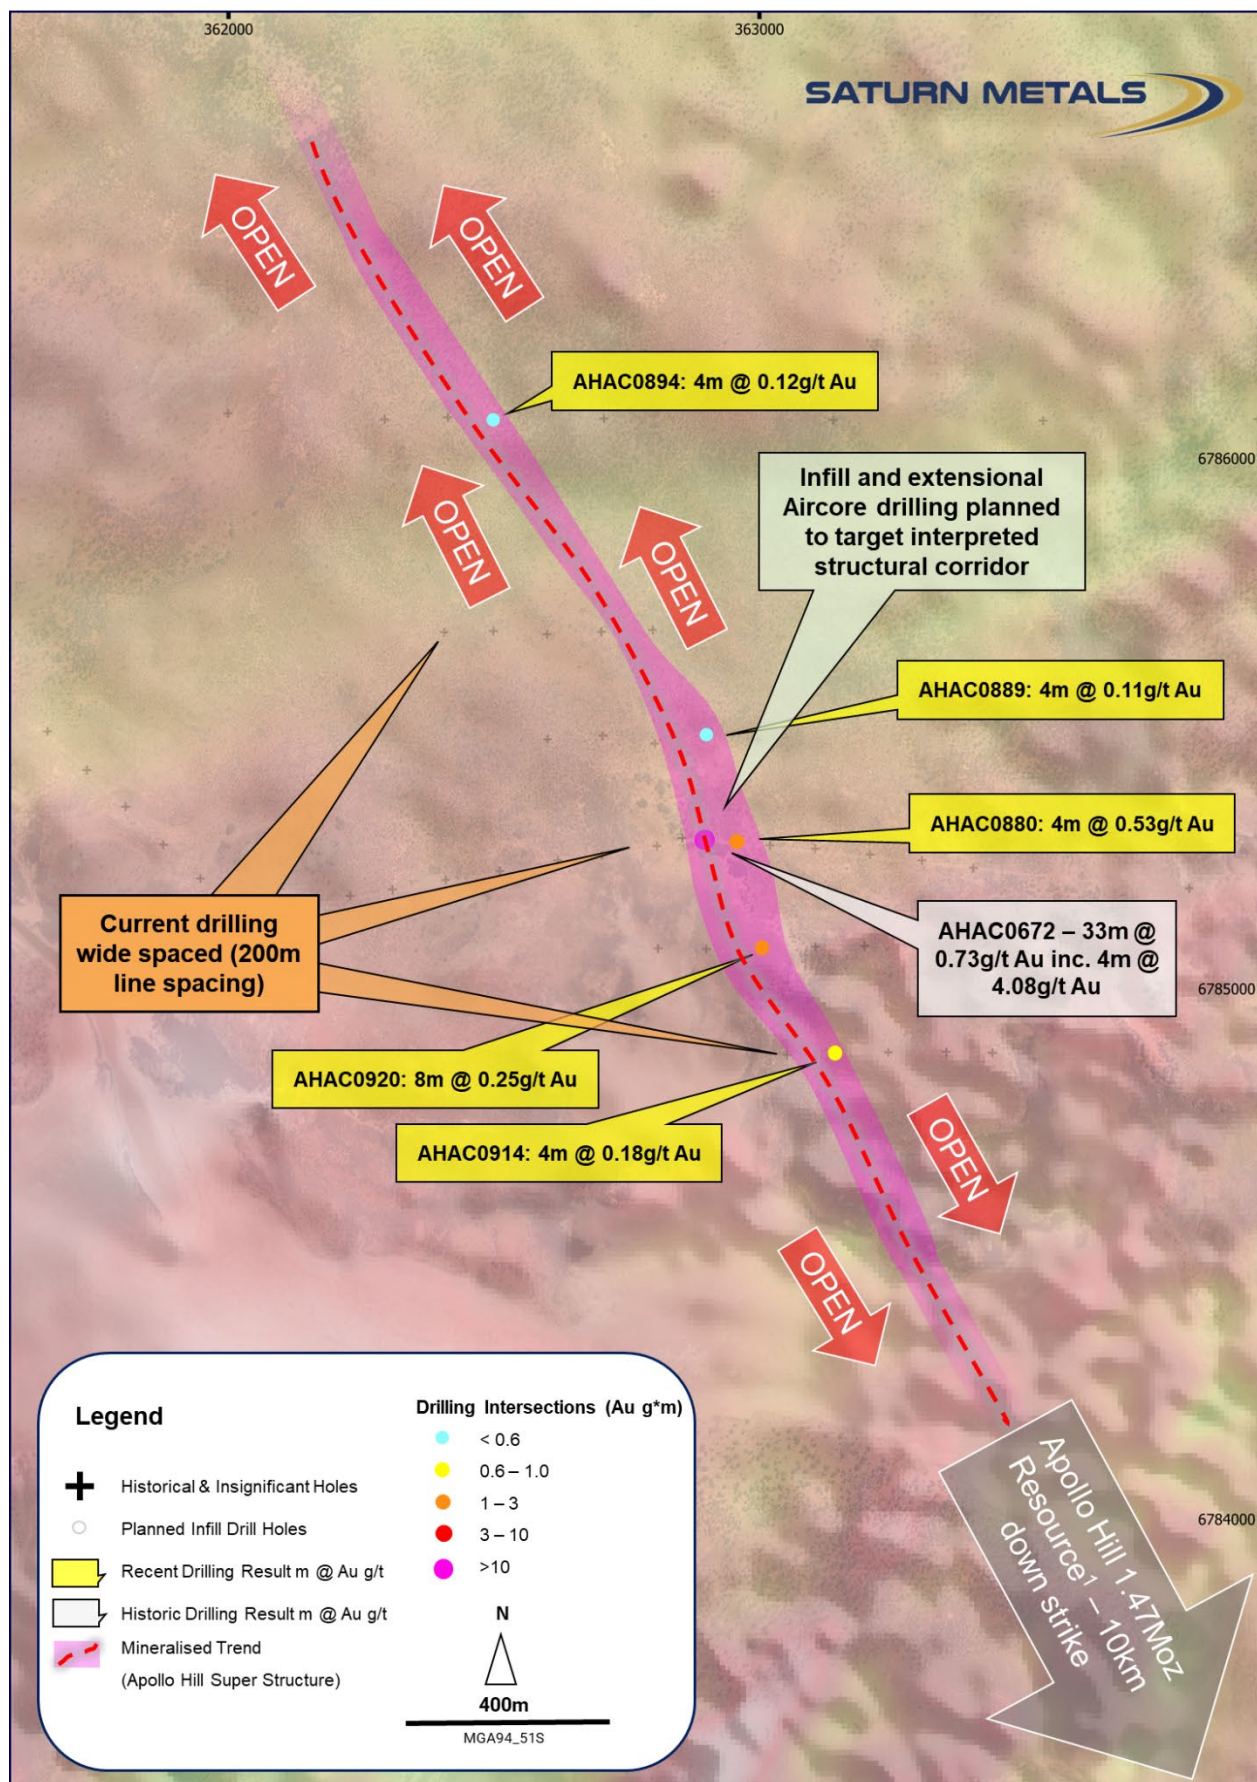 362000
363000
SATURN METALS
OPEN
OPEN
AHAC0894: 4m @ 0.12g/t Au
6786000
Infill and extensional
Aircore drilling planned
to target interpreted
structural corridor
OPEN
OPEN
AHAC0889: 4m @ 0.11g/t Au
AHAC0880: 4m @ 0.53g/t Au
Current drilling
wide spaced (200m
line spacing)
AHAC0672 – 33m @
0.73g/t Au inc. 4m @
4.08g/t Au
6785000
AHAC0920: 8m @ 0.25g/t Au
AHAC0914: 4m @ 0.18g/t Au
OPEN
OPEN
Legend
Historical & Insignificant Holes
Planned Infill Drill Holes
Recent Drilling Result m @ Au g/t
Historic Drilling Result m @ Au g/t
Mineralised Trend
(Apollo Hill Super Structure)
Drilling Intersections (Au g*m)
< 0.6
0.6 – 1.0
1 – 3
3 – 10
>10
N
400m
MGA94_51S
6784000
Apollo Hill 1.47Moz
Resource¹ – 10km
down strike